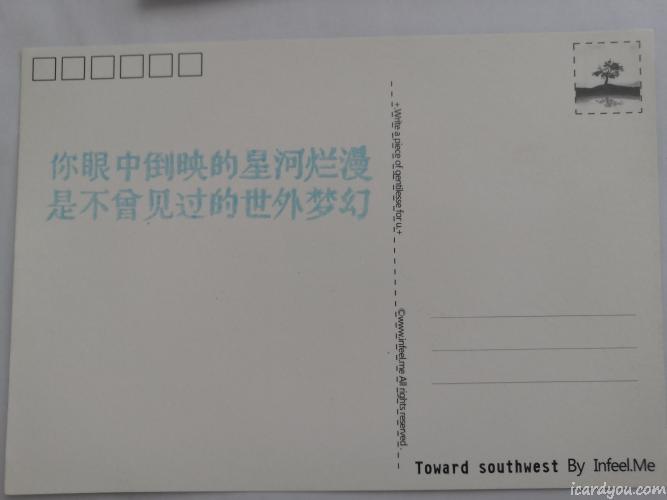 你眼中倒映的星河烂漫
是不曾见过的世外梦幻
+.Write a piece of gentilesse for u.+
©www.infeel.me All rights reserved.
Toward southwest By Infeel.Me
icardyou.com